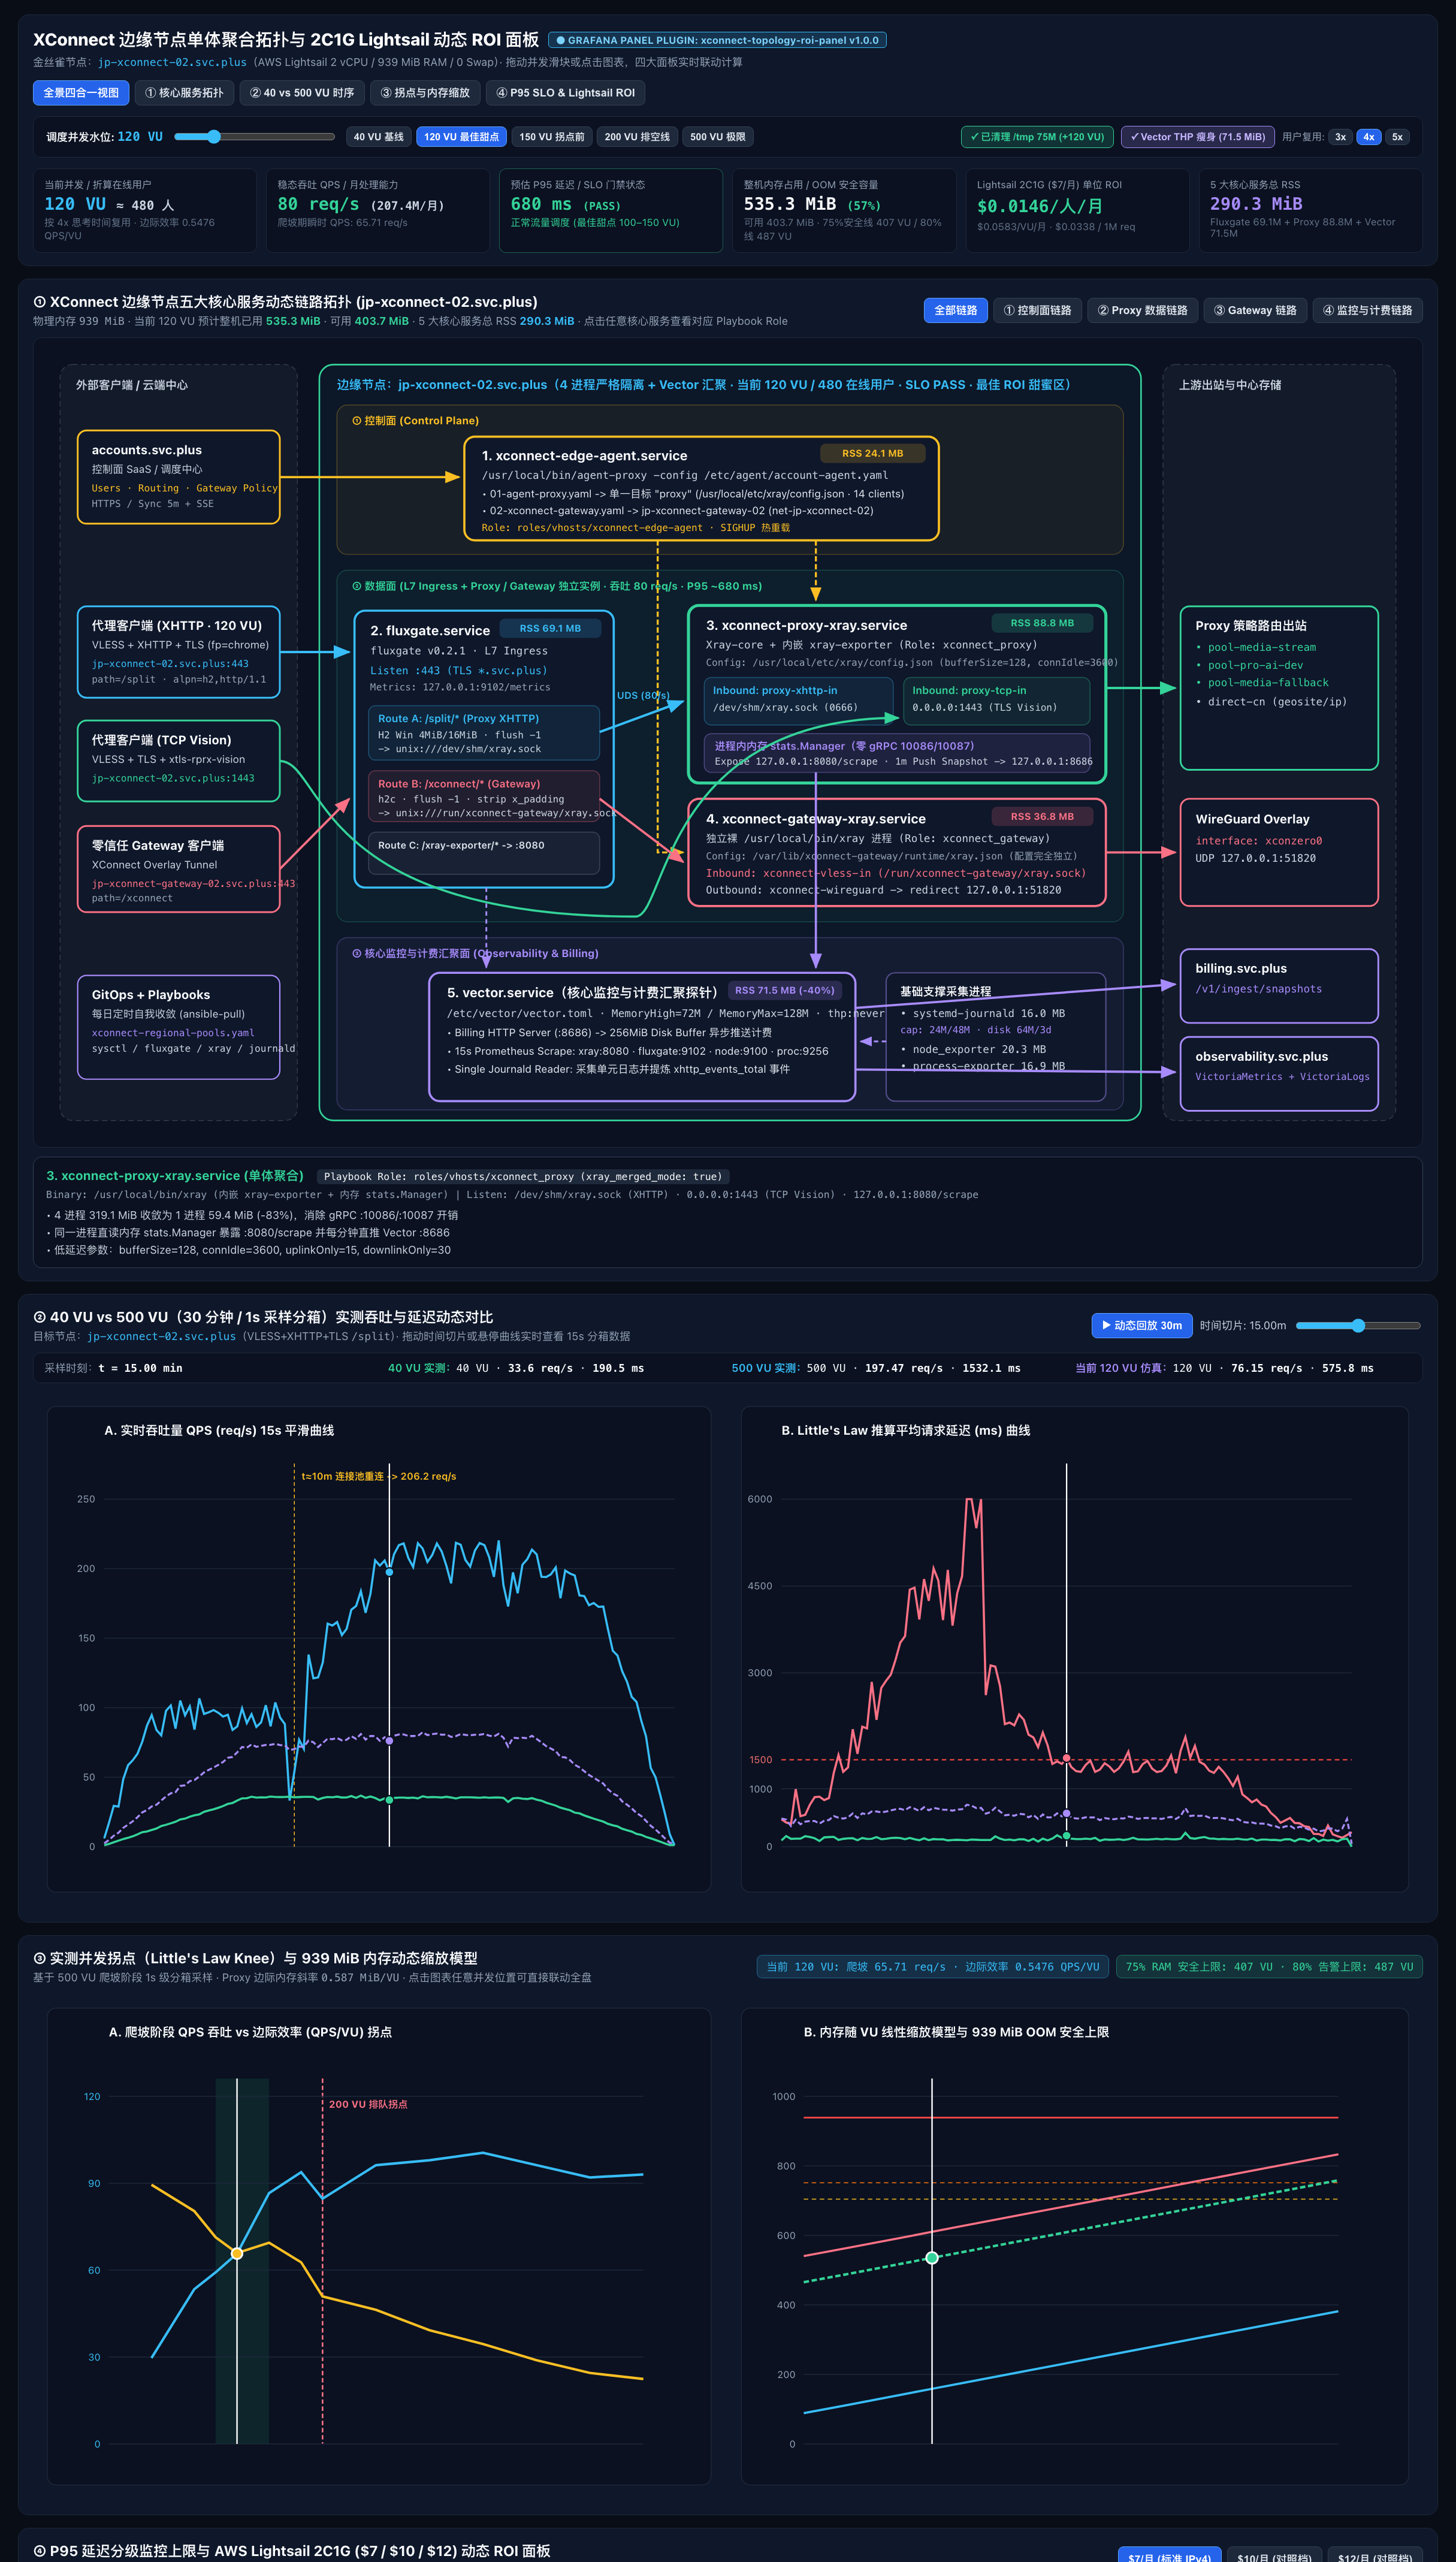 XConnect 边缘节点单体聚合拓扑与 2C1G Lightsail 动态 ROI 面板
GRAFANA PANEL PLUGIN: xconnect-topology-roi-panel v1.0.0
金丝雀节点：jp-xconnect-02.svc.plus（AWS Lightsail 2 vCPU / 939 MiB RAM / 0 Swap）· 拖动并发滑块或点击图表，四大面板实时联动计算
全景四合一视图
① 核心服务拓扑
② 40 vs 500 VU 时序
③ 拐点与内存缩放
④ P95 SLO & Lightsail ROI
调度并发水位: 120 VU
40 VU 基线
120 VU 最佳甜点
150 VU 拐点前
200 VU 排空线
500 VU 极限
✓ 已清理 /tmp 75M (+120 VU)
✓ Vector THP 瘦身 (71.5 MiB)
用户复用: 3x 4x 5x
当前并发 / 折算在线用户
120 VU ≈ 480 人
按 4x 思考时间复用 · 边际效率 0.5476
QPS/VU
稳态吞吐 QPS / 月处理能力
80 req/s (207.4M/月)
爬坡期瞬时 QPS: 65.71 req/s
预估 P95 延迟 / SLO 门禁状态
680 ms (PASS)
正常流量调度 (最佳甜点 100–150 VU)
整机内存占用 / OOM 安全容量
535.3 MiB (57%)
可用 403.7 MiB · 75%安全线 407 VU / 80%
线 487 VU
Lightsail 2C1G ($7/月) 单位 ROI
$0.0146/人/月
$0.0583/VU/月 · $0.0338 / 1M req
5 大核心服务总 RSS
290.3 MiB
Fluxgate 69.1M + Proxy 88.8M + Vector
71.5M
① XConnect 边缘节点五大核心服务动态链路拓扑 (jp-xconnect-02.svc.plus)
物理内存 939 MiB · 当前 120 VU 预计整机已用 535.3 MiB · 可用 403.7 MiB · 5 大核心服务总 RSS 290.3 MiB · 点击任意核心服务查看对应 Playbook Role
全部链路
① 控制面链路
② Proxy 数据链路
③ Gateway 链路
④ 监控与计费链路
外部客户端 / 云端中心
accounts.svc.plus
控制面 SaaS / 调度中心
Users · Routing · Gateway Policy
HTTPS / Sync 5m + SSE
代理客户端 (XHTTP · 120 VU)
VLESS + XHTTP + TLS (fp=chrome)
jp-xconnect-02.svc.plus:443
path=/split · alpn=h2,http/1.1
代理客户端 (TCP Vision)
VLESS + TLS + xtls-rprx-vision
jp-xconnect-02.svc.plus:1443
零信任 Gateway 客户端
XConnect Overlay Tunnel
jp-xconnect-gateway-02.svc.plus:443
path=/xconnect
GitOps + Playbooks
每日定时自我收敛 (ansible-pull)
xconnect-regional-pools.yaml
sysctl / fluxgate / xray / journald
边缘节点：jp-xconnect-02.svc.plus（4 进程严格隔离 + Vector 汇聚 · 当前 120 VU / 480 在线用户 · SLO PASS · 最佳 ROI 甜蜜区）
① 控制面 (Control Plane)
1. xconnect-edge-agent.service
RSS 24.1 MB
/usr/local/bin/agent-proxy -config /etc/agent/account-agent.yaml
• 01-agent-proxy.yaml -> 单一目标 "proxy" (/usr/local/etc/xray/config.json · 14 clients)
• 02-xconnect-gateway.yaml -> jp-xconnect-gateway-02 (net-jp-xconnect-02)
Role: roles/vhosts/xconnect-edge-agent · SIGHUP 热重载
② 数据面 (L7 Ingress + Proxy / Gateway 独立实例 · 吞吐 80 req/s · P95 ~680 ms)
2. fluxgate.service
RSS 69.1 MB
fluxgate v0.2.1 · L7 Ingress
Listen :443 (TLS *.svc.plus)
Metrics: 127.0.0.1:9102/metrics
Route A: /split/* (Proxy XHTTP)
H2 Win 4MiB/16MiB · flush -1
-> unix:///dev/shm/xray.sock
Route B: /xconnect/* (Gateway)
h2c · flush -1 · strip x_padding
-> unix:///run/xconnect-gateway/xray.sock
Route C: /xray-exporter/* -> :8080
UDS (80/s)
3. xconnect-proxy-xray.service
RSS 88.8 MB
Xray-core + 内嵌 xray-exporter (Role: xconnect_proxy)
Config: /usr/local/etc/xray/config.json (bufferSize=128, connIdle=3600)
Inbound: proxy-xhttp-in
/dev/shm/xray.sock (0666)
Inbound: proxy-tcp-in
0.0.0.0:1443 (TLS Vision)
进程内内存 stats.Manager（零 gRPC 10086/10087）
Expose 127.0.0.1:8080/scrape · 1m Push Snapshot -> 127.0.0.1:8686
4. xconnect-gateway-xray.service
RSS 36.8 MB
独立裸 /usr/local/bin/xray 进程 (Role: xconnect_gateway)
Config: /var/lib/xconnect-gateway/runtime/xray.json (配置完全独立)
Inbound: xconnect-vless-in (/run/xconnect-gateway/xray.sock)
Outbound: xconnect-wireguard -> redirect 127.0.0.1:51820
③ 核心监控与计费汇聚面 (Observability & Billing)
5. vector.service（核心监控与计费汇聚探针）
RSS 71.5 MB (-40%)
/etc/vector/vector.toml · MemoryHigh=72M / MemoryMax=128M · thp:never
• Billing HTTP Server (:8686) -> 256MiB Disk Buffer 异步推送计费
• 15s Prometheus Scrape: xray:8080 · fluxgate:9102 · node:9100 · proc:9256
• Single Journald Reader: 采集单元日志并提炼 xhttp_events_total 事件
基础支撑采集进程
• systemd-journald 16.0 MB
cap: 24M/48M · disk 64M/3d
• node_exporter 20.3 MB
• process-exporter 16.9 MB
上游出站与中心存储
Proxy 策略路由出站
• pool-media-stream
• pool-pro-ai-dev
• pool-media-fallback
• direct-cn (geosite/ip)
WireGuard Overlay
interface: xconzero0
UDP 127.0.0.1:51820
billing.svc.plus
/v1/ingest/snapshots
observability.svc.plus
VictoriaMetrics + VictoriaLogs
3. xconnect-proxy-xray.service (单体聚合)
Playbook Role: roles/vhosts/xconnect_proxy (xray_merged_mode: true)
Binary: /usr/local/bin/xray (内嵌 xray-exporter + 内存 stats.Manager) | Listen: /dev/shm/xray.sock (XHTTP) · 0.0.0.0:1443 (TCP Vision) · 127.0.0.1:8080/scrape
• 4 进程 319.1 MiB 收敛为 1 进程 59.4 MiB (-83%)，消除 gRPC :10086/:10087 开销
• 同一进程直读内存 stats.Manager 暴露 :8080/scrape 并每分钟直推 Vector :8686
• 低延迟参数：bufferSize=128, connIdle=3600, uplinkOnly=15, downlinkOnly=30
② 40 VU vs 500 VU（30 分钟 / 1s 采样分箱）实测吞吐与延迟动态对比
目标节点：jp-xconnect-02.svc.plus（VLESS+XHTTP+TLS /split）· 拖动时间切片或悬停曲线实时查看 15s 分箱数据
▶ 动态回放 30m
时间切片: 15.00m
采样时刻：t = 15.00 min
40 VU 实测：40 VU · 33.6 req/s · 190.5 ms
500 VU 实测：500 VU · 197.47 req/s · 1532.1 ms
当前 120 VU 仿真：120 VU · 76.15 req/s · 575.8 ms
A. 实时吞吐量 QPS (req/s) 15s 平滑曲线
t≈10m 连接池重连 -> 206.2 req/s
250
200
150
100
50
0
B. Little's Law 推算平均请求延迟 (ms) 曲线
6000
4500
3000
1500
1000
0
③ 实测并发拐点（Little's Law Knee）与 939 MiB 内存动态缩放模型
基于 500 VU 爬坡阶段 1s 级分箱采样 · Proxy 边际内存斜率 0.587 MiB/VU · 点击图表任意并发位置可直接联动全盘
当前 120 VU: 爬坡 65.71 req/s · 边际效率 0.5476 QPS/VU
75% RAM 安全上限: 407 VU · 80% 告警上限: 487 VU
A. 爬坡阶段 QPS 吞吐 vs 边际效率 (QPS/VU) 拐点
200 VU 排队拐点
120
90
60
30
0
B. 内存随 VU 线性缩放模型与 939 MiB OOM 安全上限
1000
800
600
400
200
0
④ P95 延迟分级监控上限与 AWS Lightsail 2C1G ($7 / $10 / $12) 动态 ROI 面板
$7/月 (标准 IPv4)
$10/月 (对照档)
$12/月 (对照档)